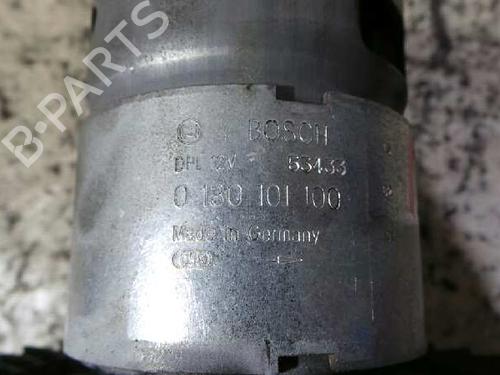 BOSCH
DPL 12V 53433
0 130 101 100
Made in Germany
B-PARTS